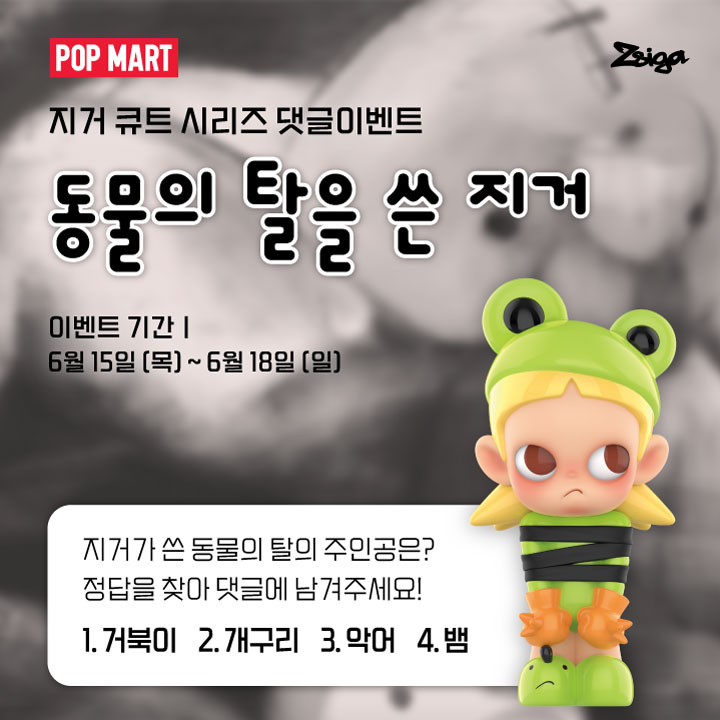 POP MART
Zsiga
지거 큐트 시리즈 댓글이벤트
동물의 탈을 쓴 지거
이벤트 기간 |
6월 15일 (목) ~ 6월 18일 (일)
지거가 쓴 동물의 탈의 주인공은?
정답을 찾아 댓글에 남겨주세요!
1. 거북이 2. 개구리 3. 악어 4. 뱀